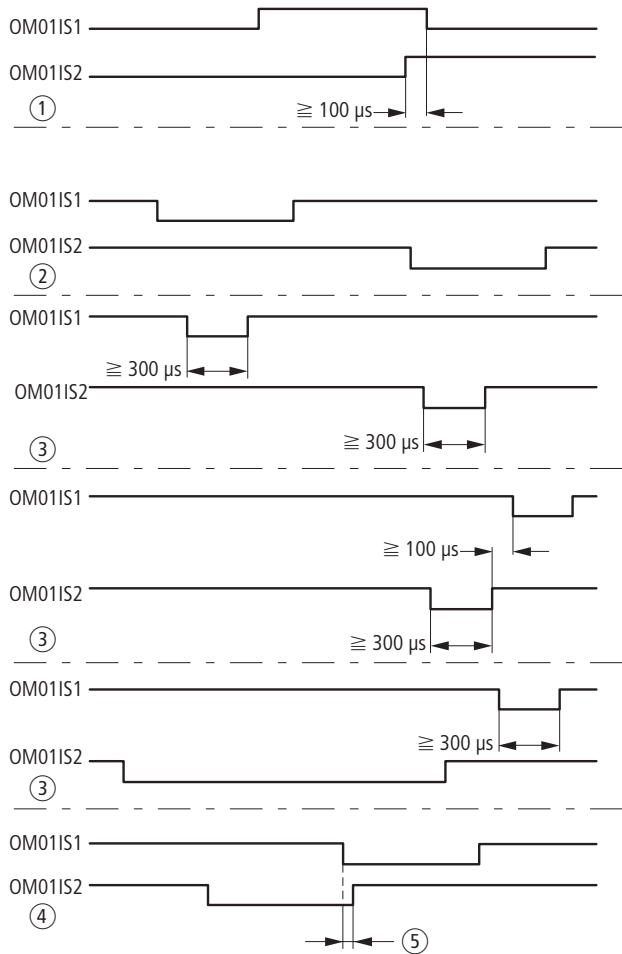 OM01IS1
OM01IS2
① ≧ 100 µs
OM01IS1
OM01IS2
②
OM01IS1
≧ 300 µs
OM01IS2
≧ 300 µs
③
OM01IS1
≧ 100 µs
OM01IS2
③ ≧ 300 µs
OM01IS1
≧ 300 µs
OM01IS2
③
OM01IS1
OM01IS2
④
⑤